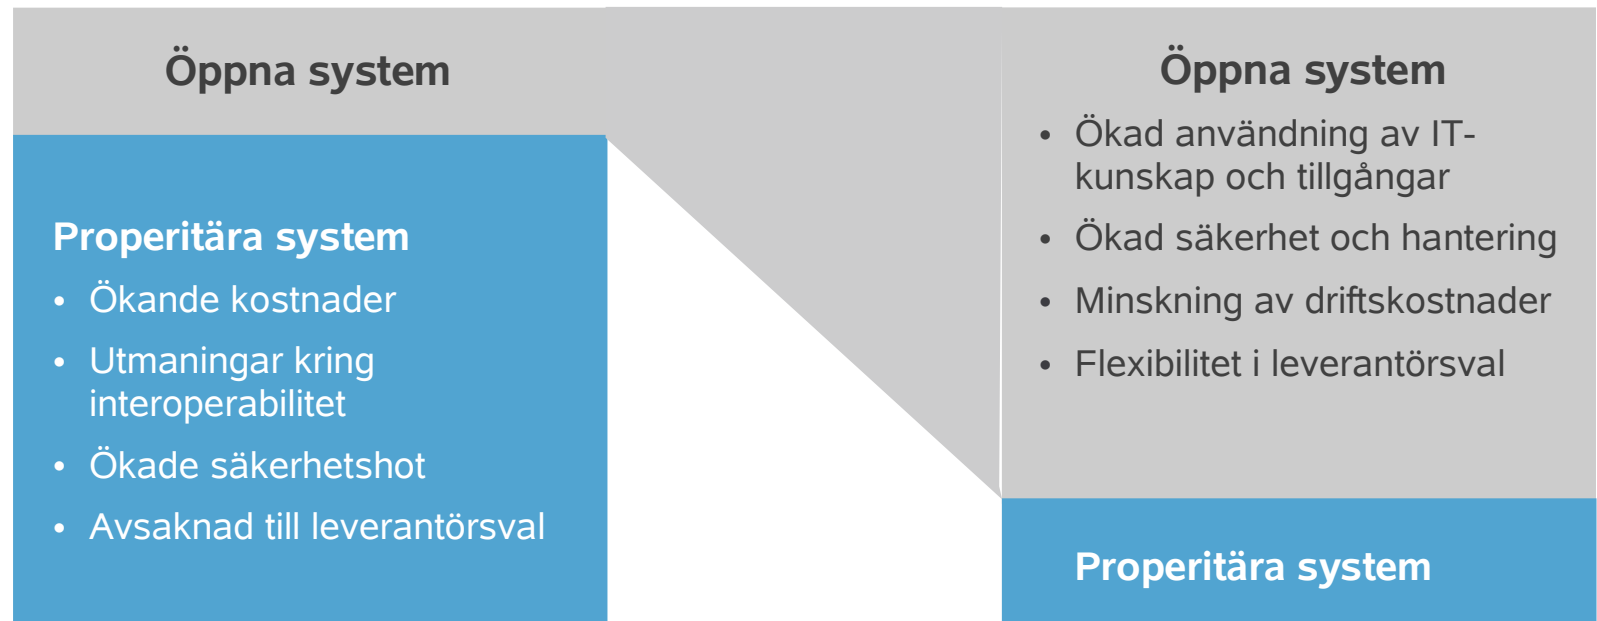 Öppna system
Properitära system
• Ökande kostnader
• Utmaningar kring
interoperabilitet
• Ökade säkerhetshot
• Avsaknad till leverantörsval
Öppna system
• Ökad användning av IT-
kunskap och tillgångar
• Ökad säkerhet och hantering
• Minskning av driftskostnader
• Flexibilitet i leverantörsval
Properitära system